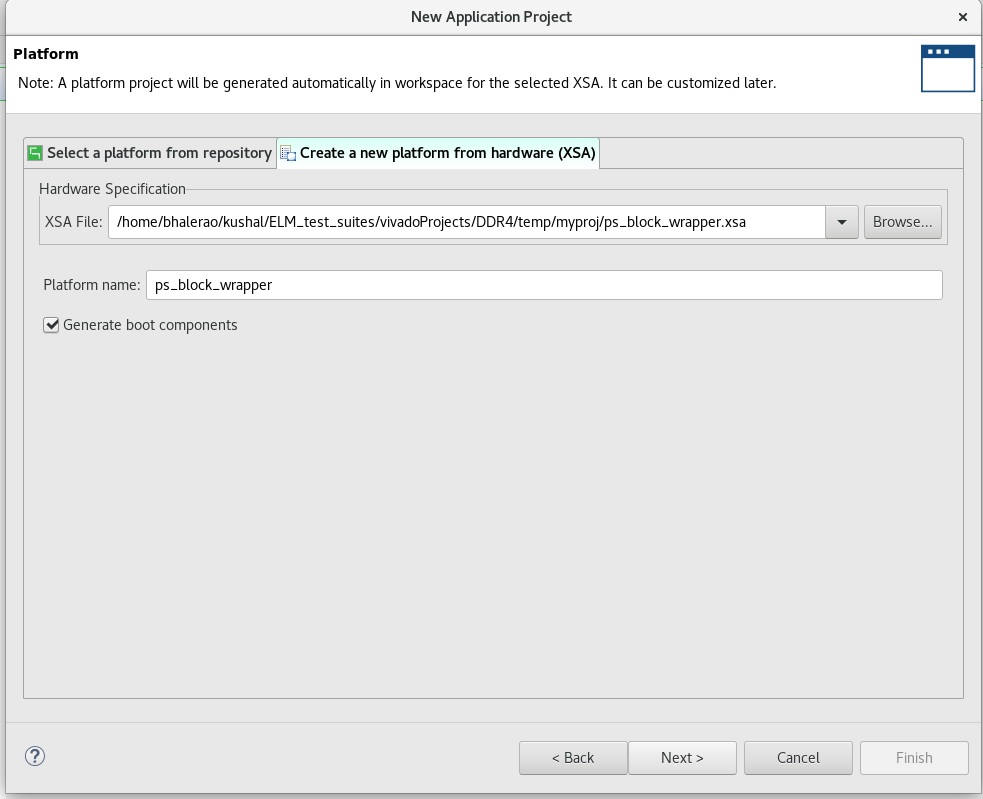 New Application Project
×
Platform
Note: A platform project will be generated automatically in workspace for the selected XSA. It can be customized later.
Select a platform from repository Create a new platform from hardware (XSA)
Hardware Specification
XSA File: /home/bhalerao/kushal/ELM_test_suites/vivadoProjects/DDR4/temp/myproj/ps_block_wrapper.xsa Browse...
Platform name: ps_block_wrapper
Generate boot components
? < Back Next > Cancel Finish